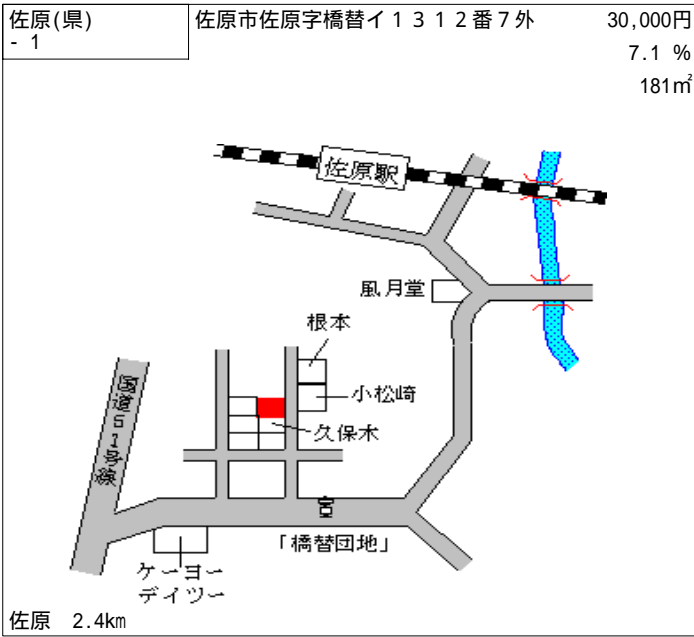 佐原(県)
- 1
佐原市佐原字橋替イ1312番7外
30,000円
7.1 %
181㎡
佐原駅
風月堂
根本
小松崎
久保木
国道51号線
「橋替団地」
ケーヨー
デイツー
佐原 2.4km